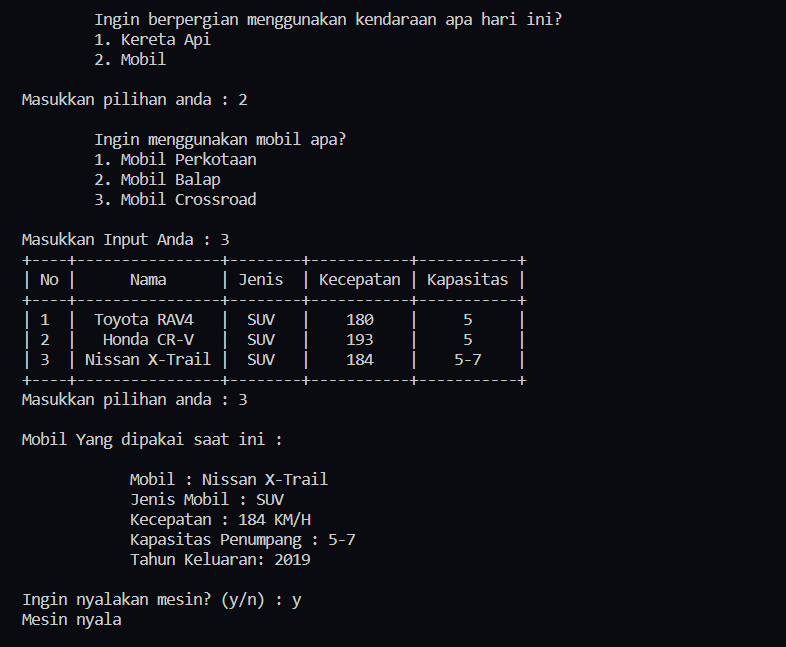 Ingin berpergian menggunakan kendaraan apa hari ini?
1. Kereta Api
2. Mobil
Masukkan pilihan anda : 2
Ingin menggunakan mobil apa?
1. Mobil Perkotaan
2. Mobil Balap
3. Mobil Crossroad
Masukkan Input Anda : 3
+----+----------------+--------+-----------+-----------+
| No |      Nama      | Jenis  | Kecepatan | Kapasitas |
+----+----------------+--------+-----------+-----------+
| 1  |  Toyota RAV4   |  SUV   |    180    |     5     |
| 2  |   Honda CR-V   |  SUV   |    193    |     5     |
| 3  | Nissan X-Trail |  SUV   |    184    |    5-7    |
+----+----------------+--------+-----------+-----------+
Masukkan pilihan anda : 3
Mobil Yang dipakai saat ini :
Mobil : Nissan X-Trail
Jenis Mobil : SUV
Kecepatan : 184 KM/H
Kapasitas Penumpang : 5-7
Tahun Keluaran: 2019
Ingin nyalakan mesin? (y/n) : y
Mesin nyala